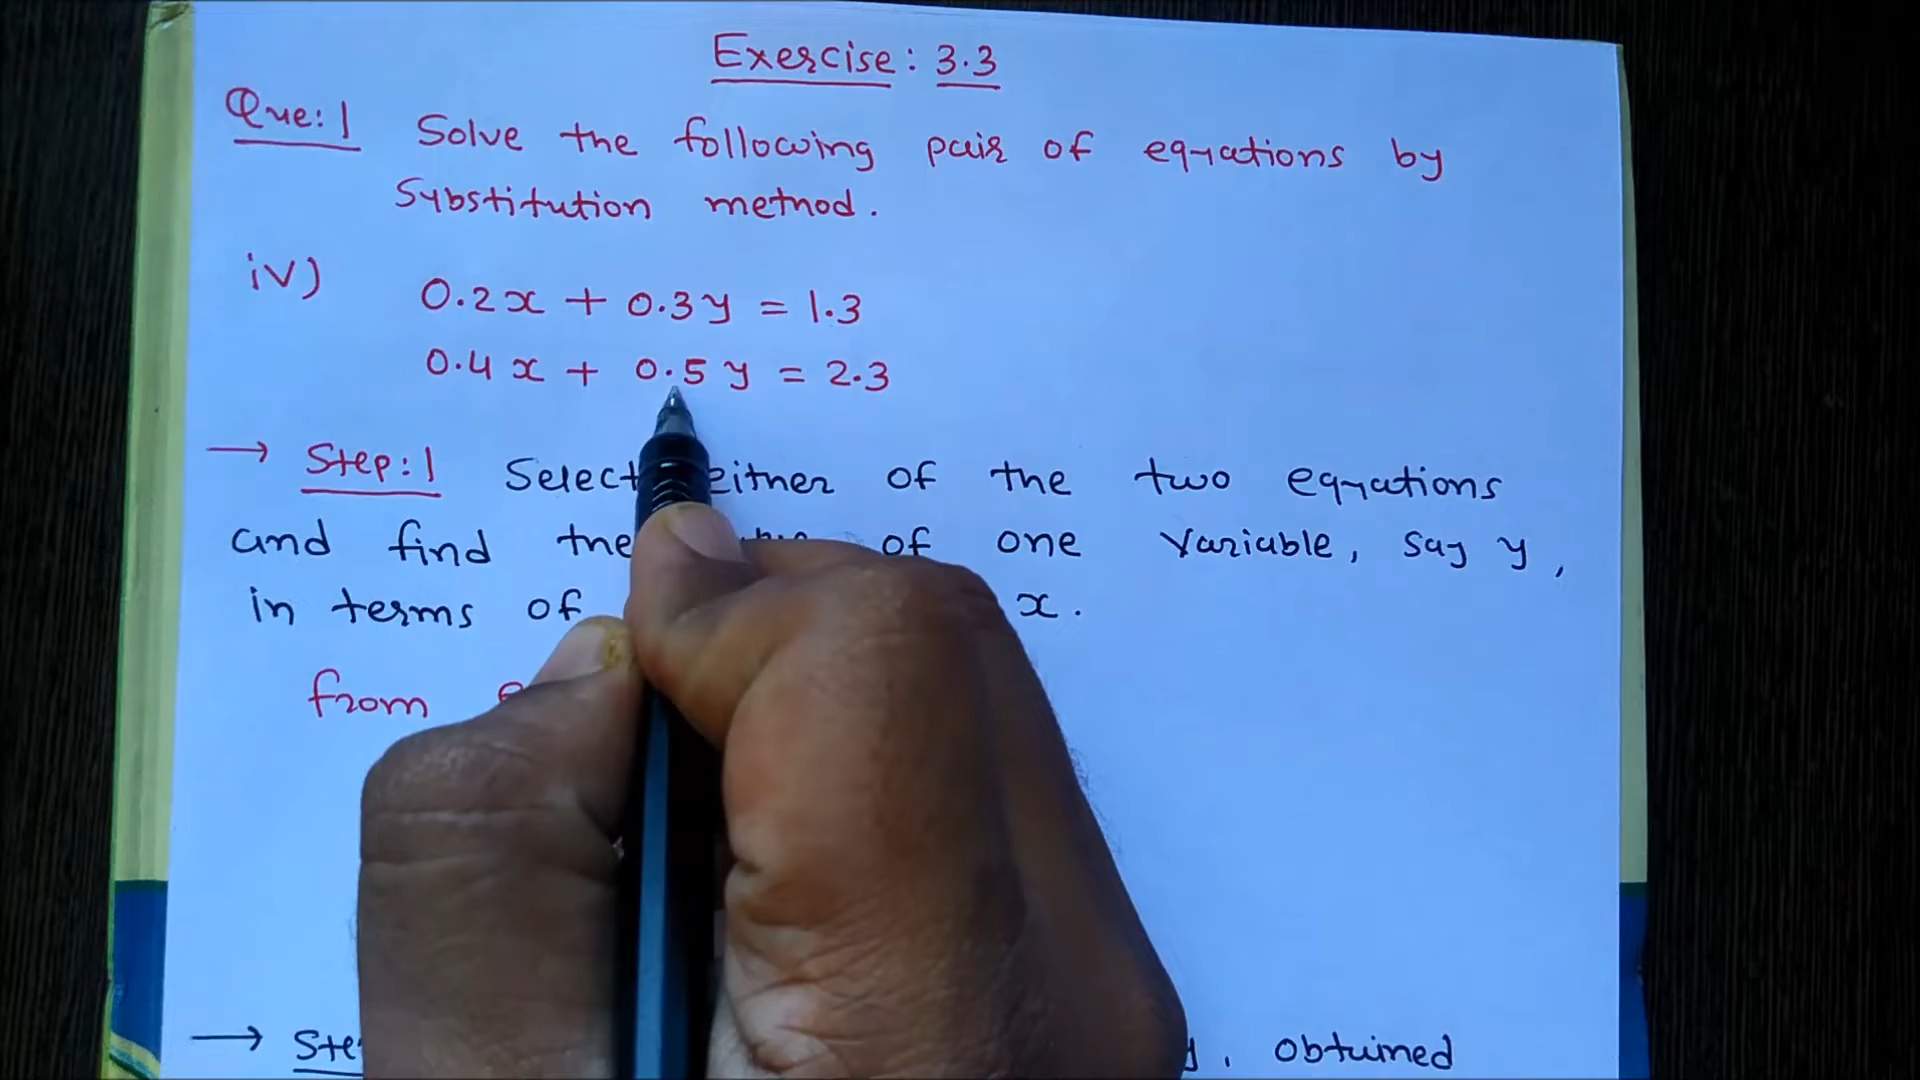 Exercise: 3.3
Que:1 Solve the following pair of equations by
Substitution method.
iv) 0.2x + 0.3y = 1.3
0.4x + 0.5y = 2.3
→ Step:1 Select either of the two equations
and find the of one variable, say y,
in terms of x.
from
→ obtained